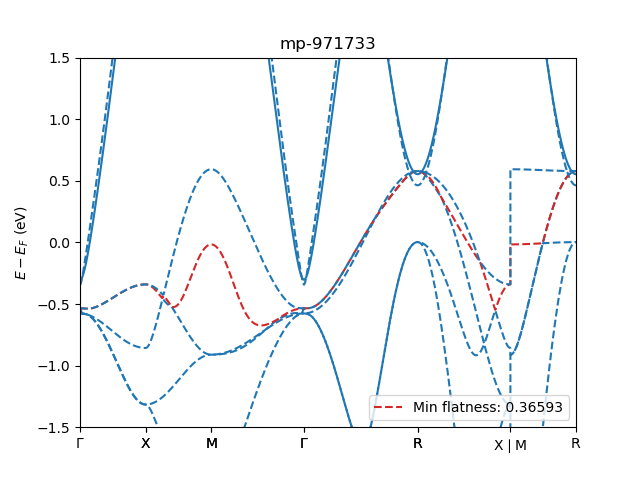 mp-971733
E − E_F (eV)
1.5
1.0
0.5
0.0
−0.5
−1.0
−1.5
Min flatness: 0.36593
Γ X M Γ R X | M R